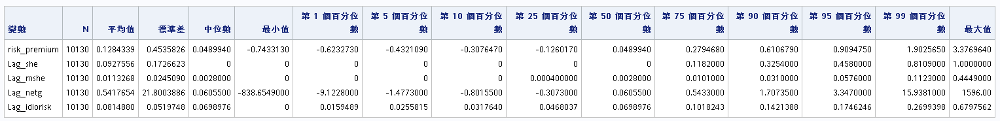 變數 N 平均值 標準差 中位數 最小值 第 1 個百分位數 第 5 個百分位數 第 10 個百分位數 第 25 個百分位數 第 50 個百分位數 第 75 個百分位數 第 90 個百分位數 第 95 個百分位數 第 99 個百分位數 最大值
risk_premium 10130 0.1284339 0.4535826 0.0489940 -0.7433130 -0.6232730 -0.4321090 -0.3076470 -0.1260170 0.0489940 0.2794680 0.6106790 0.9094750 1.9025650 3.3769640
Lag_she 10130 0.0927556 0.1726623 0 0 0 0 0 0 0 0.1182000 0.3254000 0.4580000 0.8109000 1.0000000
Lag_mshe 10130 0.0113268 0.0245090 0.0028000 0 0 0 0 0.000400000 0.0028000 0.0101000 0.0310000 0.0576000 0.1123000 0.4449000
Lag_netg 10130 0.5417654 21.8003886 0.0605500 -838.6549000 -9.1228000 -1.4773000 -0.8015500 -0.3073000 0.0605500 0.5433000 1.7073500 3.3470000 15.9381000 1596.00
Lag_idiorisk 10130 0.0814880 0.0519748 0.0698976 0 0.0159489 0.0255815 0.0317640 0.0468037 0.0698976 0.1018243 0.1421388 0.1746246 0.2699398 0.6797562